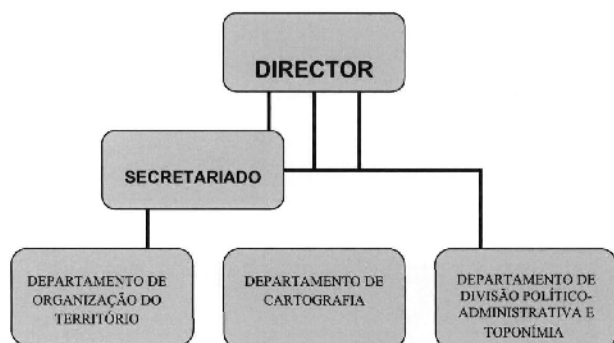 DIRECTOR
SECRETARIADO
DEPARTAMENTO DE
ORGANIZAÇÃO DO
TERRITÓRIO
DEPARTAMENTO DE
CARTOGRAFIA
DEPARTAMENTO DE
DIVISÃO POLÍTICO-
ADMINISTRATIVA E
TOPONÍMIA